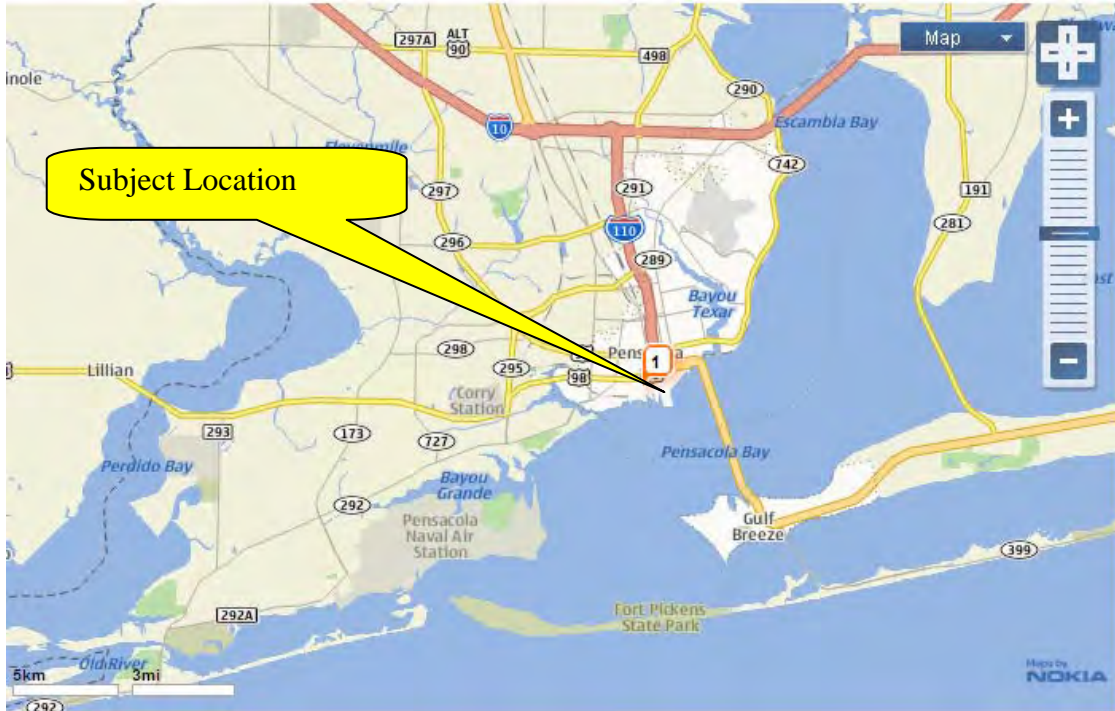 297A
ALT
90
498
Map
inole
290
10
Escambia Bay
742
Subject Location
297
291
191
110
281
296
289
Bayou
Texar
298
Pens
1
Lillian
295
98
Corry
Station
293
173
727
Pensacola Bay
Perdido Bay
Bayou
Grande
292
Pensacola
Naval Air
Station
Gulf
Breeze
399
292A
Fort Pickens
State Park
Old River
5km
3mi
292
Maps by
NOKIA